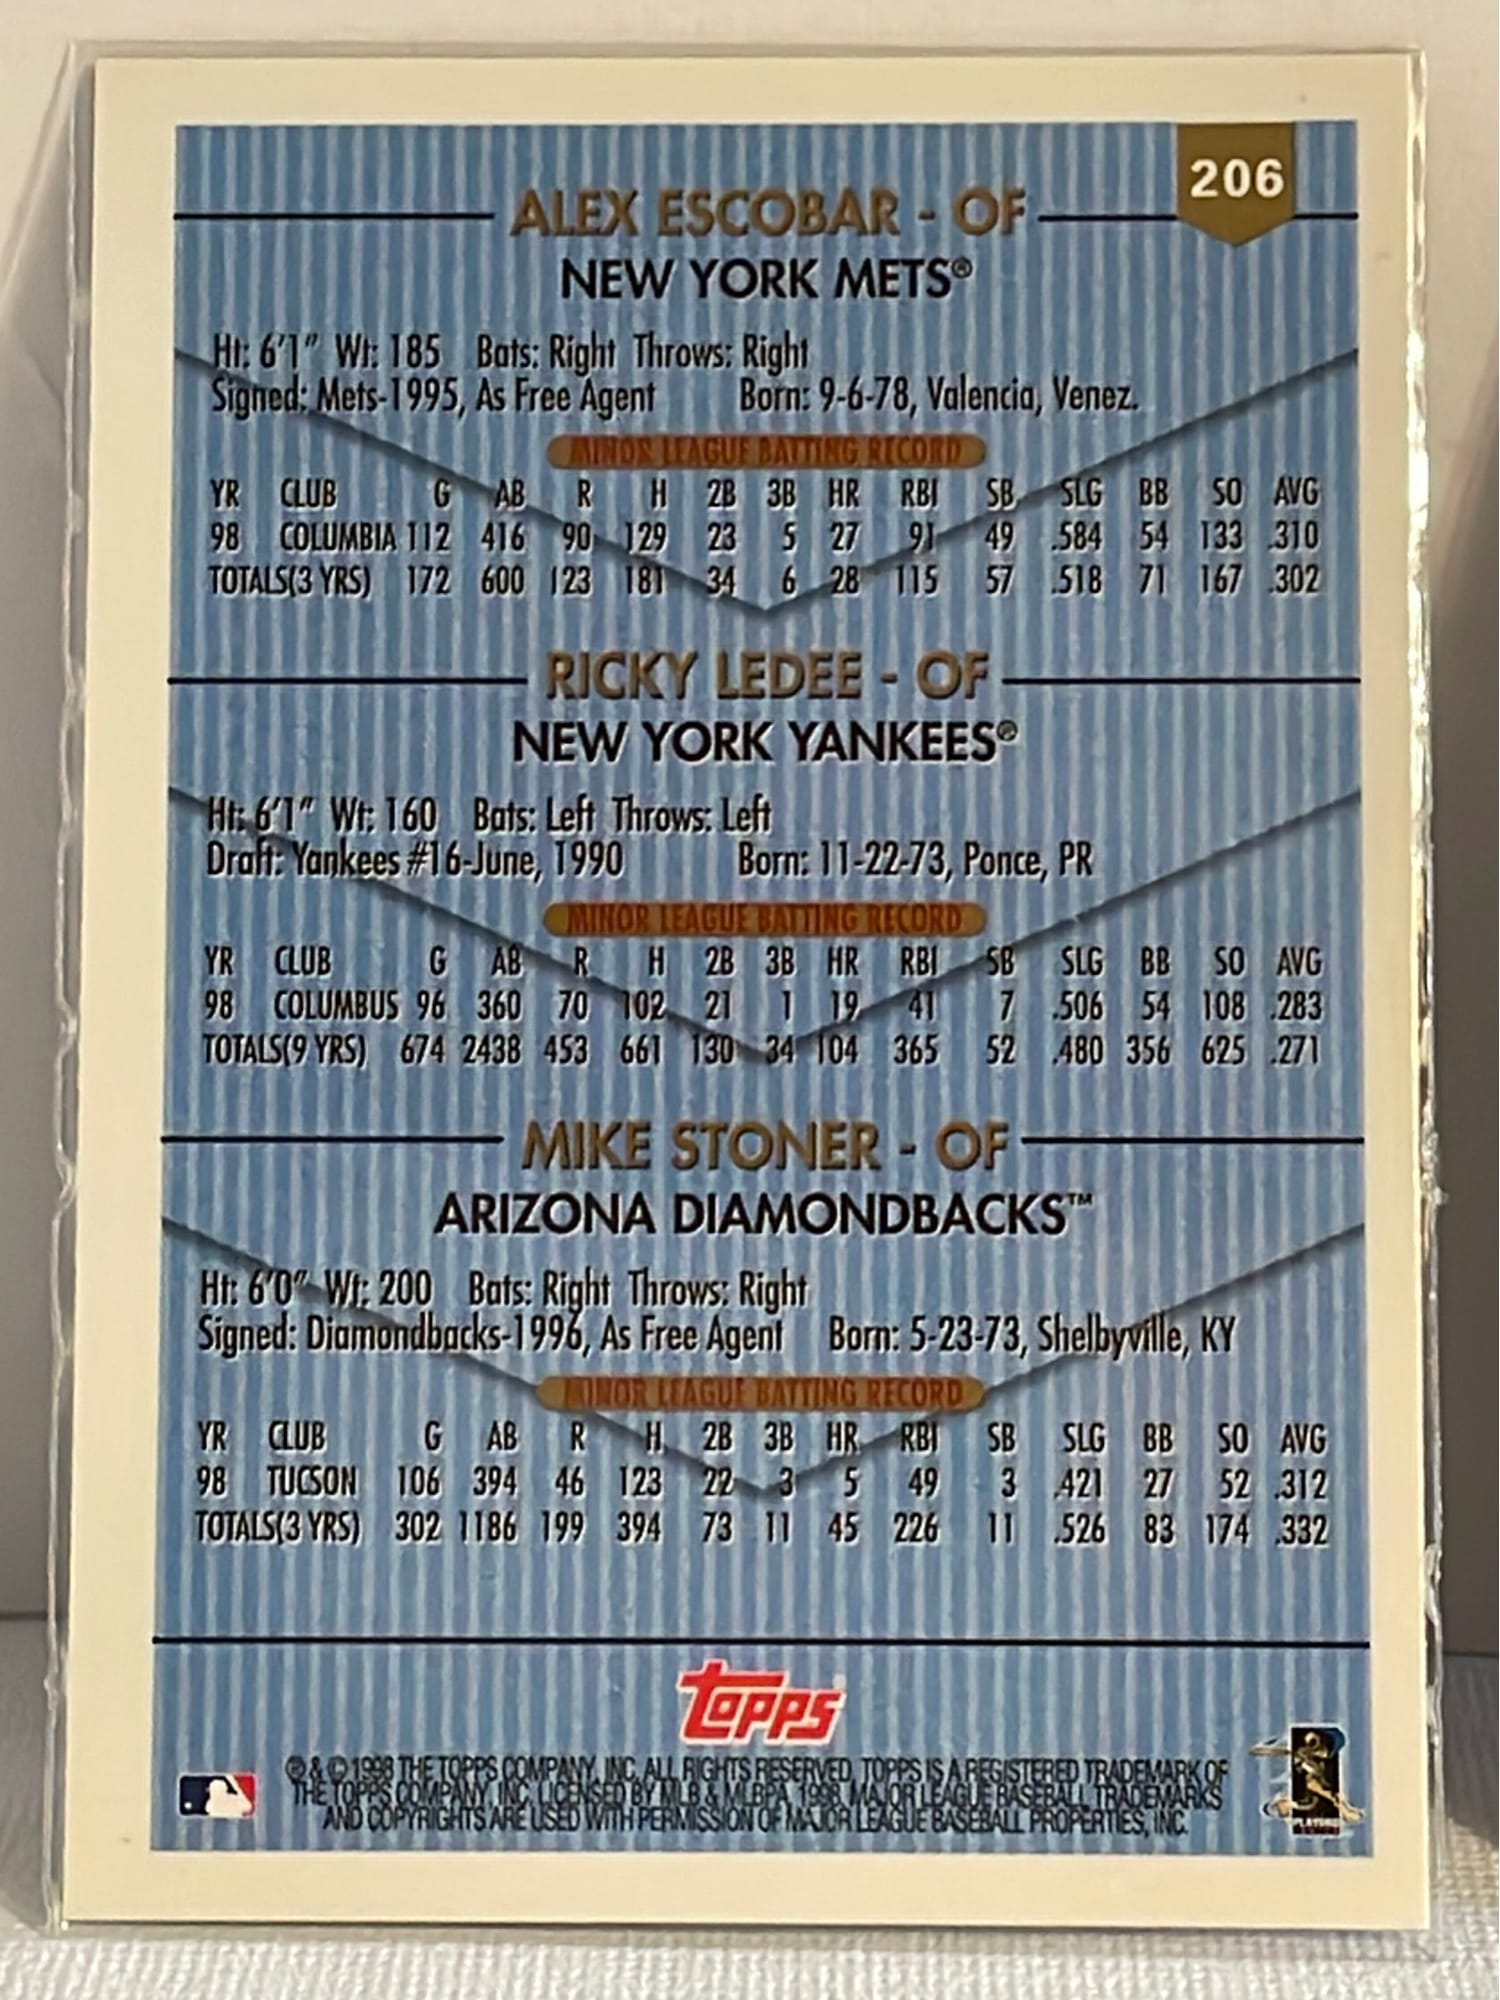 206
ALEX ESCOBAR - OF
NEW YORK METS®
Ht: 6'1" Wt: 185 Bats: Right Throws: Right
Signed: Mets-1995, As Free Agent Born: 9-6-78, Valencia, Venez.
MINOR LEAGUE BATTING RECORD
YR CLUB G AB R H 2B 3B HR RBI SB SLG BB SO AVG
98 COLUMBIA 112 416 90 129 23 5 27 91 49 .584 54 133 .310
TOTALS(3 YRS) 172 600 123 181 34 6 28 115 57 .518 71 167 .302
RICKY LEDEE - OF
NEW YORK YANKEES®
Ht: 6'1" Wt: 160 Bats: Left Throws: Left
Draft: Yankees #16-June, 1990 Born: 11-22-73, Ponce, PR
MINOR LEAGUE BATTING RECORD
YR CLUB G AB R H 2B 3B HR RBI SB SLG BB SO AVG
98 COLUMBUS 96 360 70 102 21 1 19 41 7 .506 54 108 .283
TOTALS(9 YRS) 674 2438 453 661 130 34 104 365 52 .480 356 625 .271
MIKE STONER - OF
ARIZONA DIAMONDBACKS™
Ht: 6'0" Wt: 200 Bats: Right Throws: Right
Signed: Diamondbacks-1996, As Free Agent Born: 5-23-73, Shelbyville, KY
MINOR LEAGUE BATTING RECORD
YR CLUB G AB R H 2B 3B HR RBI SB SLG BB SO AVG
98 TUCSON 106 394 46 123 22 3 5 49 3 .421 27 52 .312
TOTALS(3 YRS) 302 1186 199 394 73 11 45 226 11 .526 83 174 .332
topps
® & © 1998 THE TOPPS COMPANY, INC. ALL RIGHTS RESERVED. TOPPS IS A REGISTERED TRADEMARK OF
THE TOPPS COMPANY, INC. LICENSED BY MLB & MLBPA, 1998. MAJOR LEAGUE BASEBALL TRADEMARKS
AND COPYRIGHTS ARE USED WITH PERMISSION OF MAJOR LEAGUE BASEBALL PROPERTIES, INC.